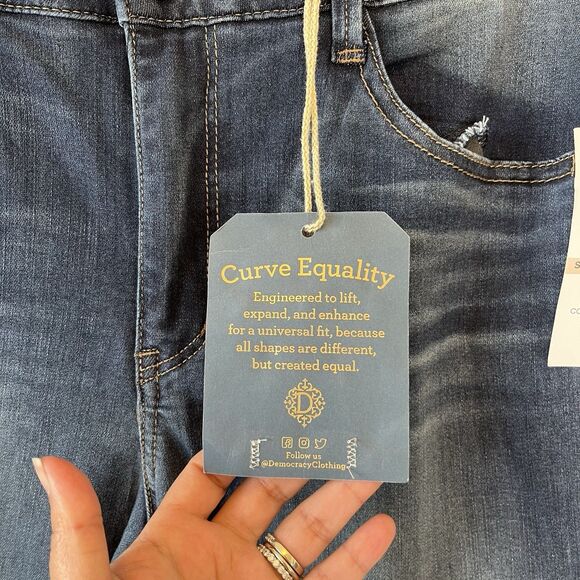 Curve Equality
Engineered to lift,
expand, and enhance
for a universal fit, because
all shapes are different,
but created equal.
D
Follow us
@DemocracyClothing